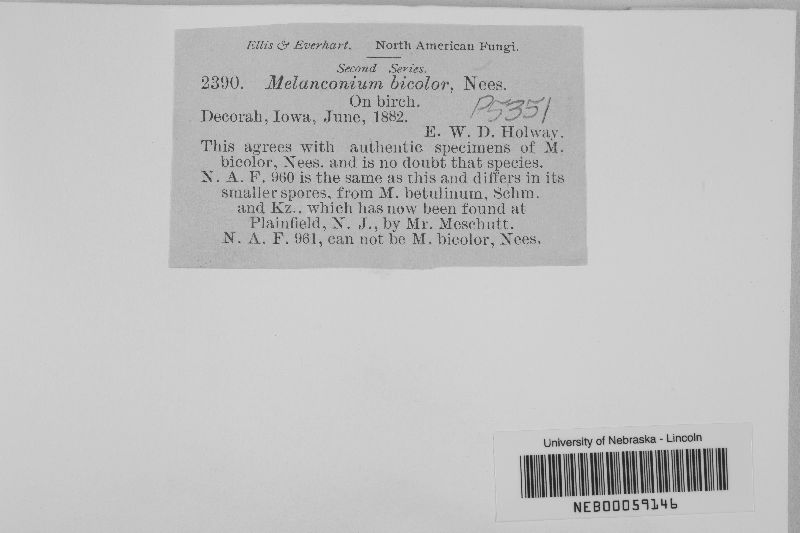 Ellis & Everhart. North American Fungi.
Second Series.
2390. Melanconium bicolor, Nees.
On birch.
P5351
Decorah, Iowa, June, 1882.
E. W. D. Holway.
This agrees with authentic specimens of M.
bicolor, Nees. and is no doubt that species.
N. A. F. 960 is the same as this and differs in its
smaller spores, from M. betulinum, Schm.
and Kz., which has now been found at
Plainfield, N. J., by Mr. Meschutt.
N. A. F. 961, can not be M. bicolor, Nees.
University of Nebraska - Lincoln
NEB00059146